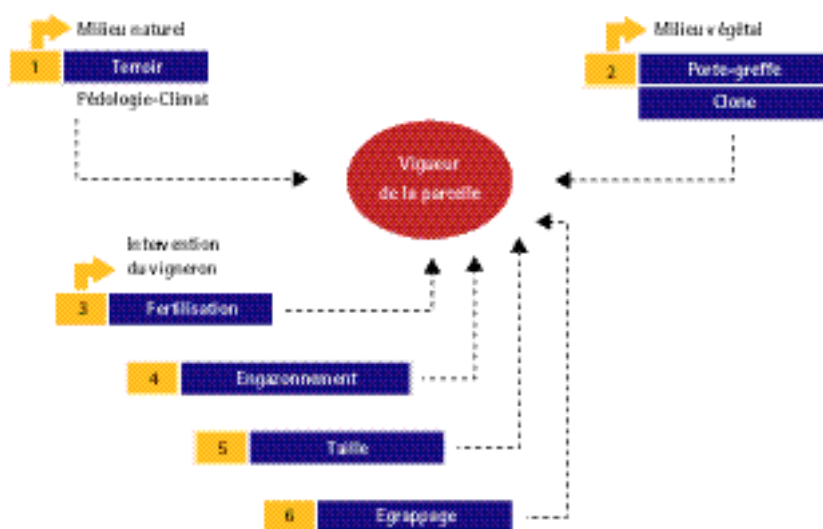 Milieu naturel
1 Terroir
Pédologie-Climat
Milieu végétal
2 Porte-greffe
Clone
Vigueur
de la parcelle
Intervention
du vigneron
3 Fertilisation
4 Engazonnement
5 Taille
6 Egrappage